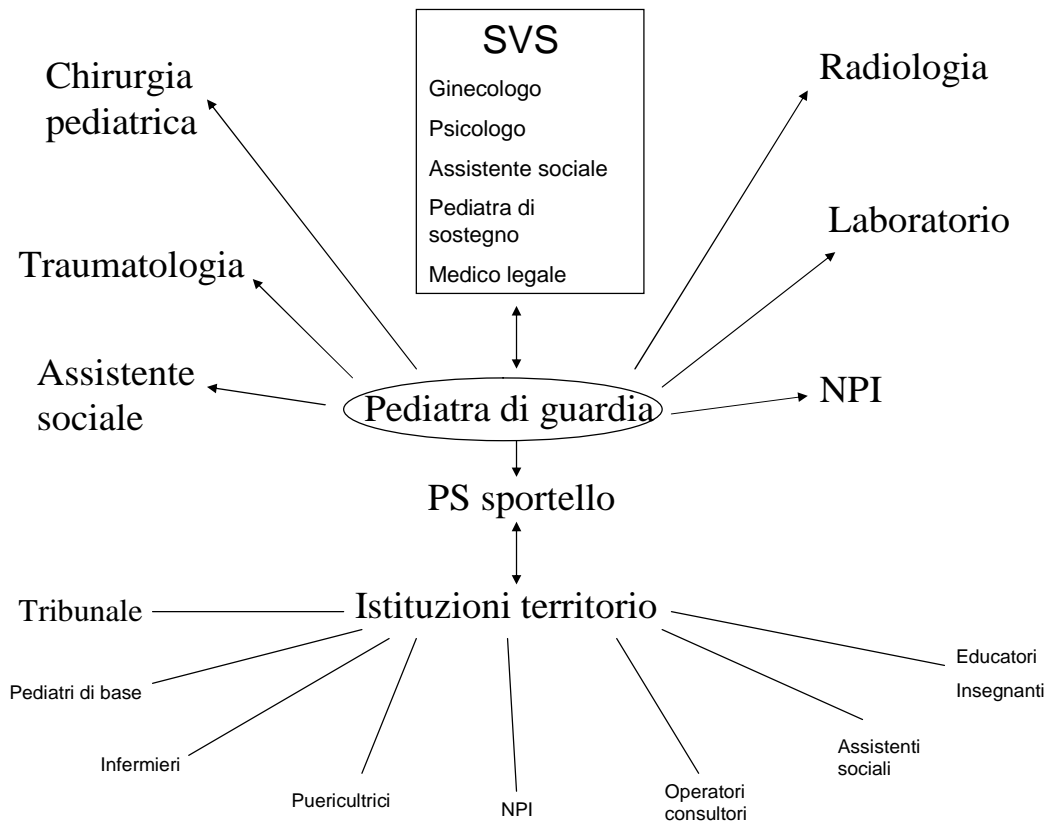 SVS
Ginecologo
Psicologo
Assistente sociale
Pediatra di
sostegno
Medico legale
Chirurgia
pediatrica
Radiologia
Traumatologia
Laboratorio
Assistente
sociale
Pediatra di guardia
NPI
PS sportello
Tribunale
Istituzioni territorio
Pediatri di base
Infermieri
Puericultrici
NPI
Operatori
consultori
Assistenti
sociali
Educatori
Insegnanti